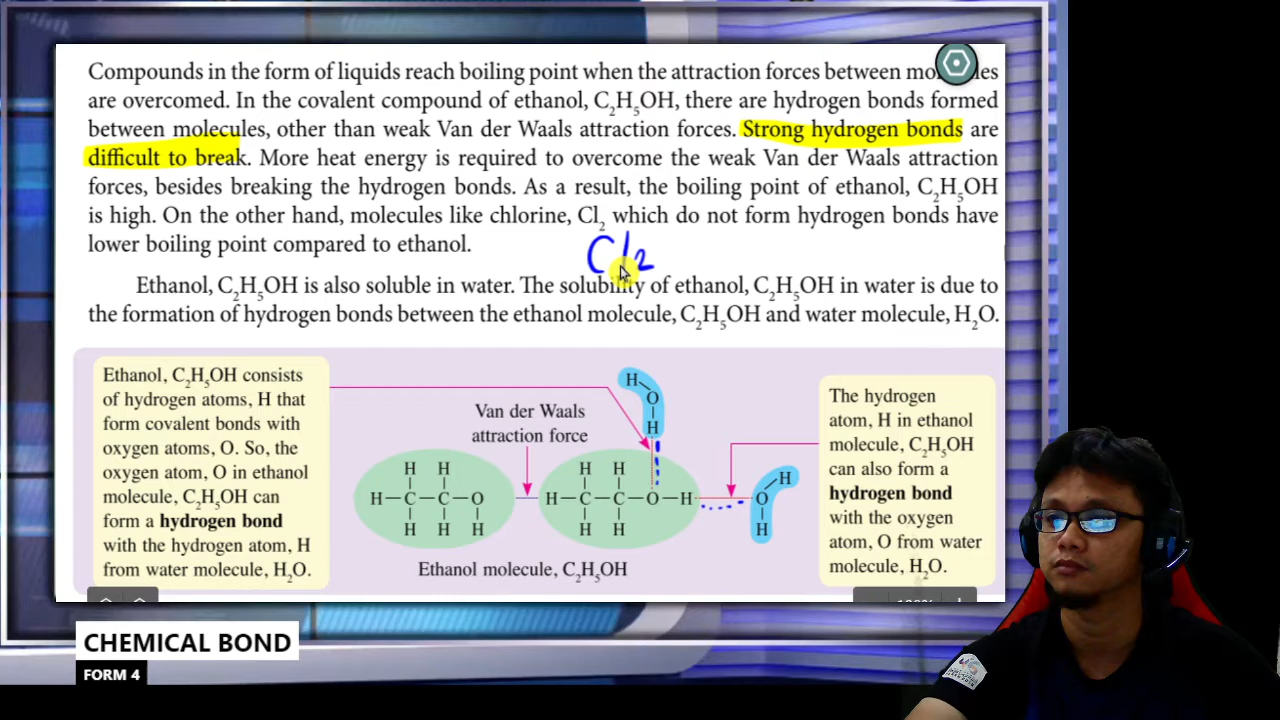 Compounds in the form of liquids reach boiling point when the attraction forces between
are overcomed. In the covalent compound of ethanol, C₂H₅OH, there are hydrogen bonds formed
between molecules, other than weak Van der Waals attraction forces. Strong hydrogen bonds are
difficult to break. More heat energy is required to overcome the weak Van der Waals attraction
forces, besides breaking the hydrogen bonds. As a result, the boiling point of ethanol, C₂H₅OH
is high. On the other hand, molecules like chlorine, Cl₂ which do not form hydrogen bonds have
lower boiling point compared to ethanol.
Cl2
Ethanol, C₂H₅OH is also soluble in water. The solubility of ethanol, C₂H₅OH in water is due to
the formation of hydrogen bonds between the ethanol molecule, C₂H₅OH and water molecule, H₂O.
Ethanol, C₂H₅OH consists
of hydrogen atoms, H that
form covalent bonds with
oxygen atoms, O. So, the
oxygen atom, O in ethanol
molecule, C₂H₅OH can
form a hydrogen bond
with the hydrogen atom, H
from water molecule, H₂O.
Van der Waals
attraction force
H
O
H
H H
H—C—C—O
H H H
H H
H—C—C—O—H
H H
H
O
H
Ethanol molecule, C₂H₅OH
The hydrogen
atom, H in ethanol
molecule, C₂H₅OH
can also form a
hydrogen bond
with the oxygen
atom, O from water
molecule, H₂O.
CHEMICAL BOND
FORM 4